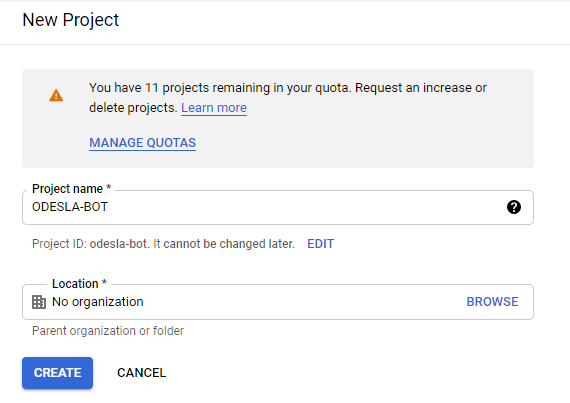 New Project
You have 11 projects remaining in your quota. Request an increase or
delete projects. Learn more
MANAGE QUOTAS
Project name *
ODESLA-BOT
Project ID: odesla-bot. It cannot be changed later. EDIT
Location *
No organization BROWSE
Parent organization or folder
CREATE CANCEL